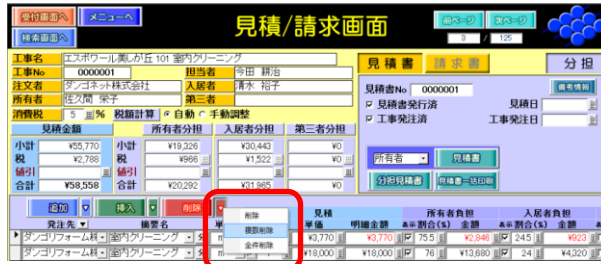 受付画面へ メニューへ 見積/請求画面 前ページ 次ページ
検索画面へ 3 / 125
工事名 エスポワール美しが丘 101 室内クリーニング 見積書 請求書 分担
工事No 0000001 担当者 今田 耕治
注文者 ダンゴネット株式会社 入居者 清水 裕子 見積書No 0000001 備考情報
所有者 佐久間 栄子 第三者 見積書発行済 見積日
消費税 5 % 税額計算 自動 手動調整 工事発注済 工事発注日
見積金額 所有者分担 入居者分担 第三者分担
小計 ¥55,770 小計 ¥19,326 ¥30,443 ¥0
税 ¥2,788 税 ¥966 ¥1,522 ¥0 所有者 見積書
値引 値引
合計 ¥58,558 合計 ¥20,292 ¥31,965 ¥0 分担見積書 見積書一括印刷
追加 挿入 削除 削除 見積 所有者負担 入居者負担
発注先 摘要名 単 複数削除 単価 明細金額 表示 割合(%) 金額 表示 割合(%) 金額
全件削除
ダンゴリフォーム株 室内クリーニング m ¥3,770 ¥3,770 75.5 ¥2,846 24.5 ¥923
ダンゴリフォーム株 室内クリーニング ¥18,000 ¥18,000 76 ¥13,680 24 ¥4,320